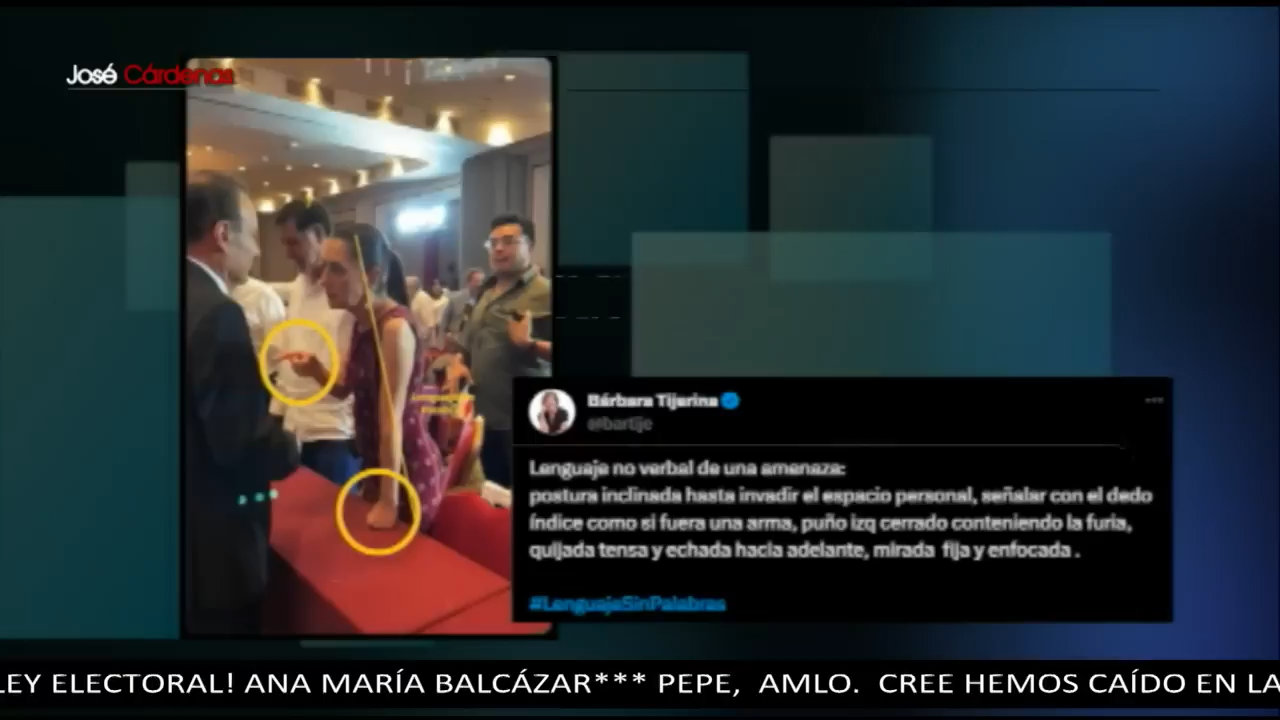 José Cárdenas
Bárbara Tijerina
@bartije
Lenguaje no verbal de una amenaza:
postura inclinada hasta invadir el espacio personal, señalar con el dedo
índice como si fuera una arma, puño izq cerrado conteniendo la furia,
quijada tensa y echada hacia adelante, mirada fija y enfocada .
#LenguajeSinPalabras
LEY ELECTORAL! ANA MARÍA BALCÁZAR*** PEPE, AMLO. CREE HEMOS CAÍDO EN LA